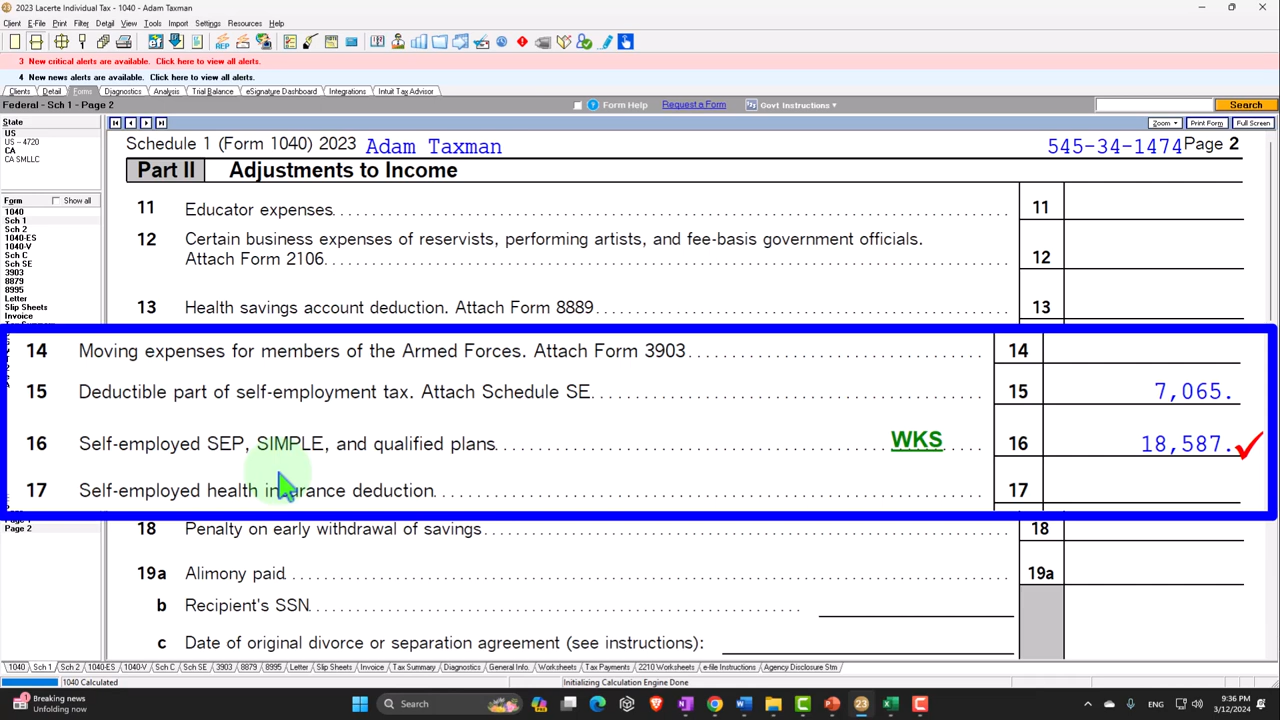 2023 Lacerte Individual Tax - 1040 - Adam Taxman
Client E-File Print Filter Detail View Tools Import Settings Resources Help
3 New critical alerts are available. Click here to view all alerts.
4 New news alerts are available. Click here to view all alerts.
Clients Detail Forms Diagnostics Analysis Trial Balance eSignature Dashboard Integrations Intuit Tax Advisor
Federal - Sch 1 - Page 2 Form Help Request a Form Govt Instructions Search
State
US
US - 4720
CA
CA SMLLC
Zoom Print Form Full Screen
Form Show all
1040
Sch 1
Sch 2
1040-ES
1040-V
Sch C
Sch SE
3903
8879
8995
Letter
Slip Sheets
Invoice
Page 2
Schedule 1 (Form 1040) 2023 Adam Taxman 545-34-1474 Page 2
Part II Adjustments to Income
11 Educator expenses 11
12 Certain business expenses of reservists, performing artists, and fee-basis government officials.
Attach Form 2106 12
13 Health savings account deduction. Attach Form 8889 13
14 Moving expenses for members of the Armed Forces. Attach Form 3903 14
15 Deductible part of self-employment tax. Attach Schedule SE 15 7,065.
16 Self-employed SEP, SIMPLE, and qualified plans WKS 16 18,587.
17 Self-employed health insurance deduction 17
18 Penalty on early withdrawal of savings 18
19a Alimony paid 19a
b Recipient's SSN
c Date of original divorce or separation agreement (see instructions):
1040 Sch 1 Sch 2 1040-ES 1040-V Sch C Sch SE 3903 8879 8995 Letter Slip Sheets Invoice Tax Summary Diagnostics General Info. Worksheets Tax Payments 2210 Worksheets e-file Instructions Agency Disclosure Stm
1040 Calculated Initializing Calculation Engine Done
Breaking news
Unfolding now
Search
ENG
9:36 PM
3/12/2024